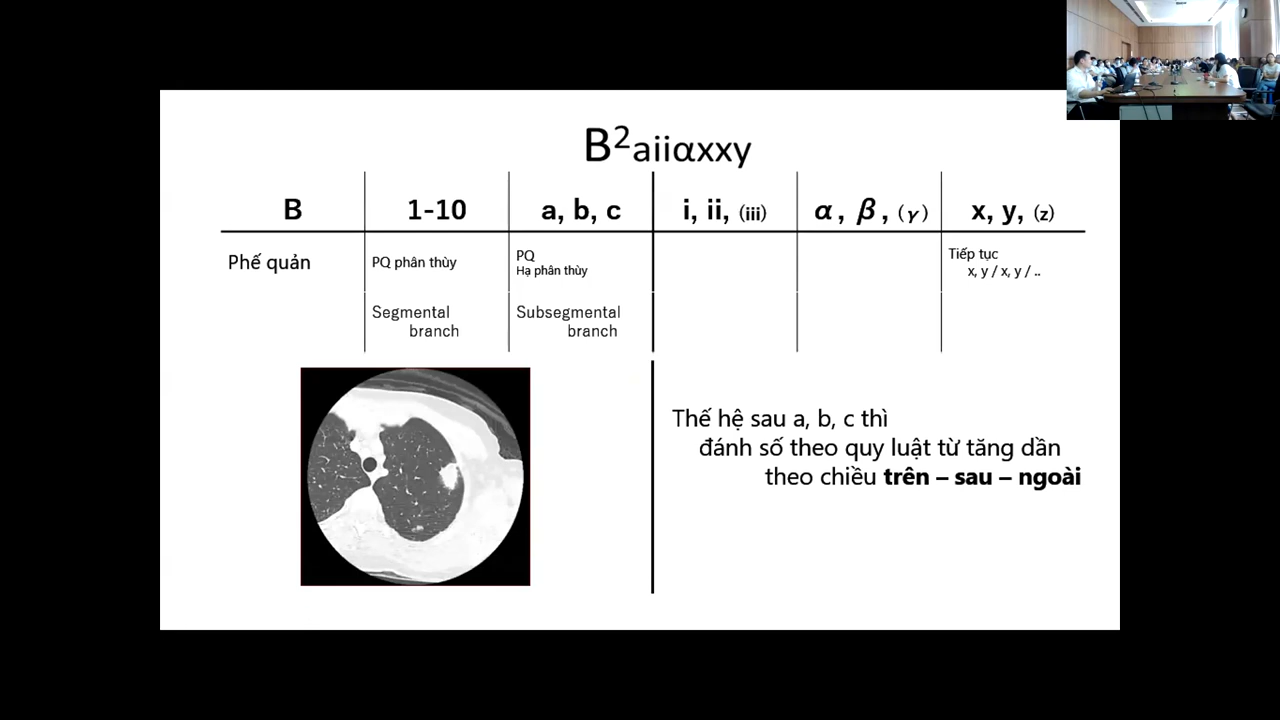 B²aiiαxxy
B 1-10 a, b, c i, ii, (iii) α, β, (γ) x, y, (z)
Phế quản PQ phân thùy PQ Hạ phân thùy Tiếp tục x, y / x, y / ..
Segmental branch Subsegmental branch
Thế hệ sau a, b, c thì
đánh số theo quy luật từ tăng dần
theo chiều trên – sau – ngoài